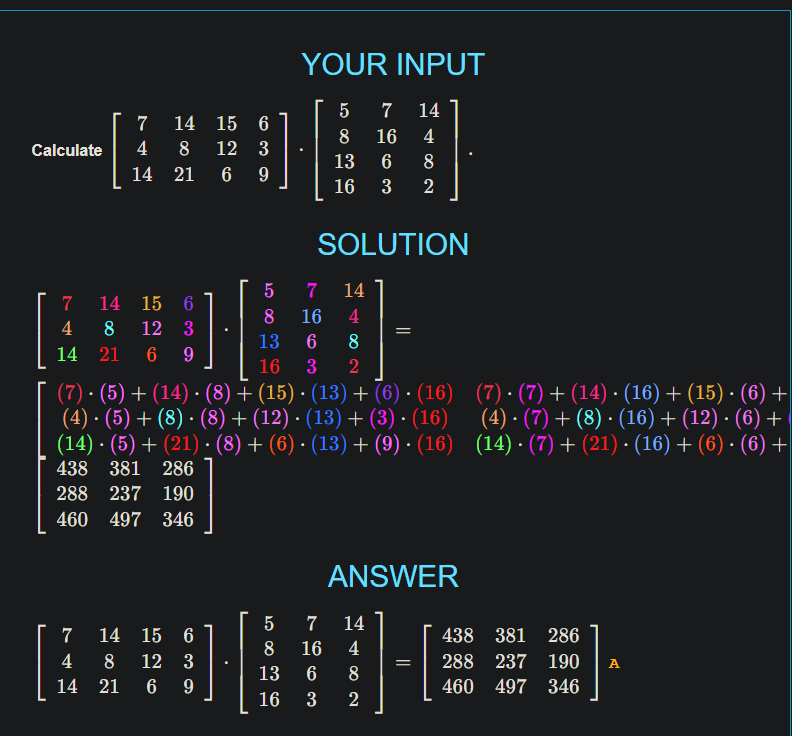 YOUR INPUT
Calculate [ 7 14 15 6 ; 4 8 12 3 ; 14 21 6 9 ] · [ 5 7 14 ; 8 16 4 ; 13 6 8 ; 16 3 2 ] .
SOLUTION
[ 7 14 15 6 ; 4 8 12 3 ; 14 21 6 9 ] · [ 5 7 14 ; 8 16 4 ; 13 6 8 ; 16 3 2 ] =
(7) · (5) + (14) · (8) + (15) · (13) + (6) · (16) (7) · (7) + (14) · (16) + (15) · (6) +
(4) · (5) + (8) · (8) + (12) · (13) + (3) · (16) (4) · (7) + (8) · (16) + (12) · (6) +
(14) · (5) + (21) · (8) + (6) · (13) + (9) · (16) (14) · (7) + (21) · (16) + (6) · (6) +
438 381 286
288 237 190
460 497 346
ANSWER
[ 7 14 15 6 ; 4 8 12 3 ; 14 21 6 9 ] · [ 5 7 14 ; 8 16 4 ; 13 6 8 ; 16 3 2 ] = [ 438 381 286 ; 288 237 190 ; 460 497 346 ] A